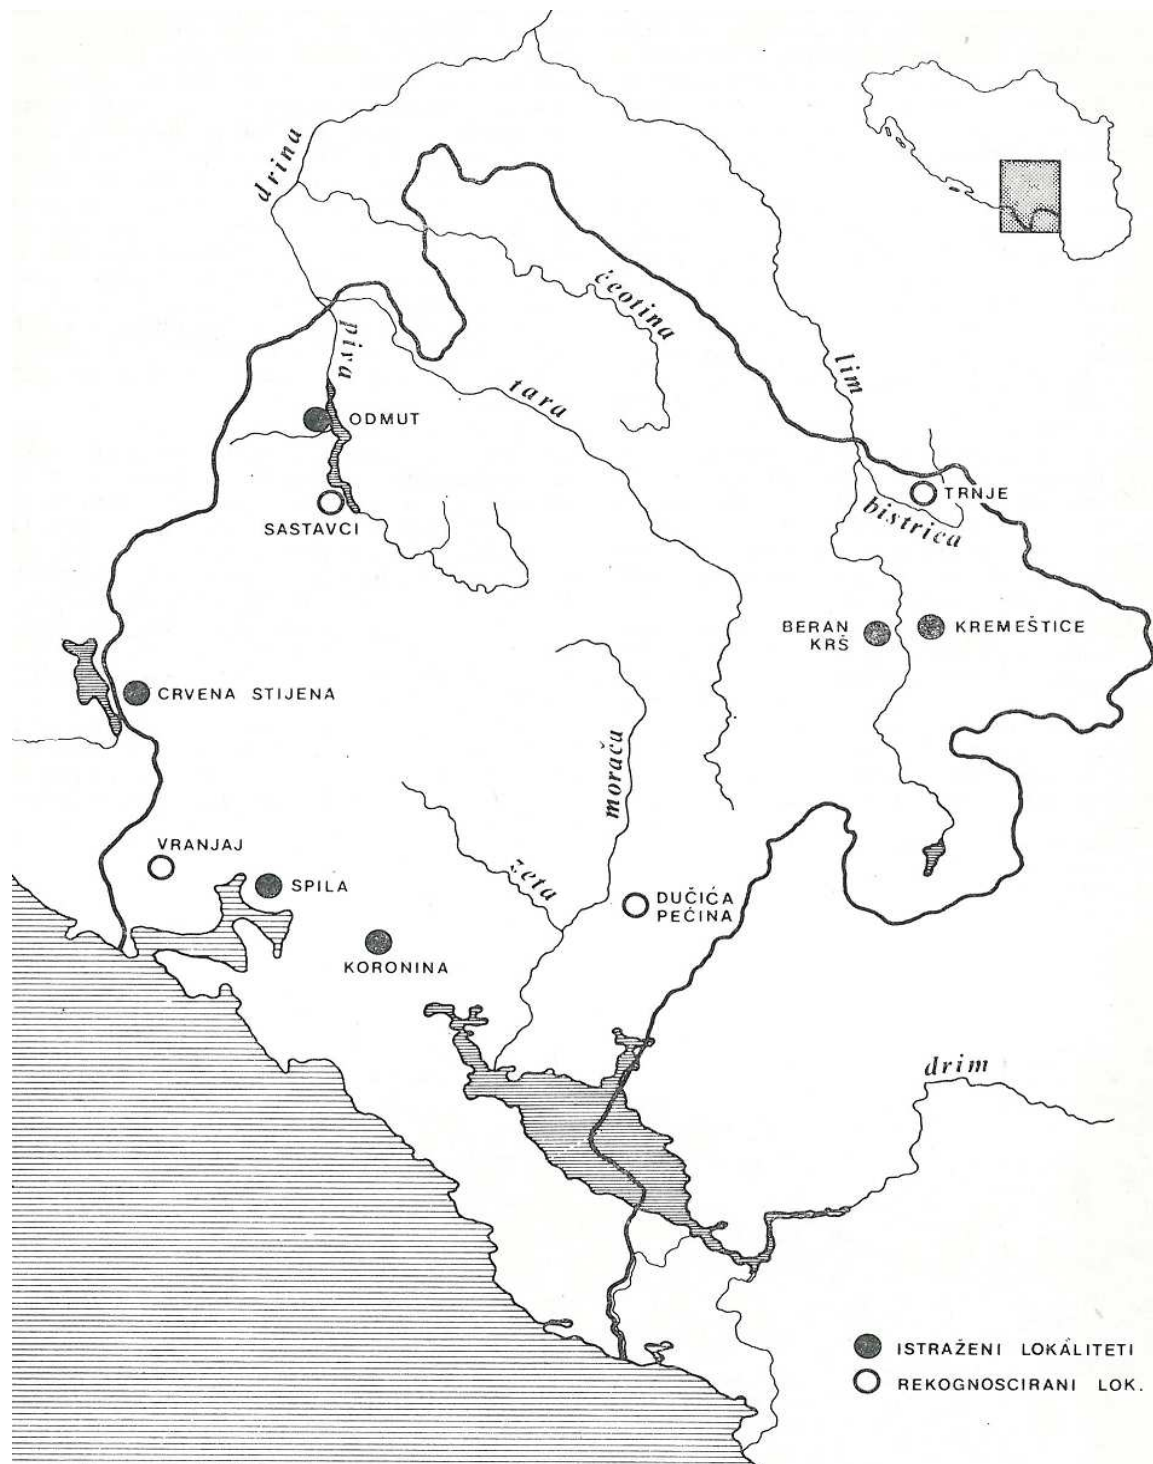 drina
ćeotina
piva
lim
tara
ODMUT
TRNJE
SASTAVCI
bistrica
BERAN
KRŠ
KREMEŠTICE
CRVENA STIJENA
morača
VRANJAJ
zeta
SPILA
DUČIĆA
PEĆINA
KORONINA
drim
ISTRAŽENI LOKALITETI
REKOGNOSCIRANI LOK.